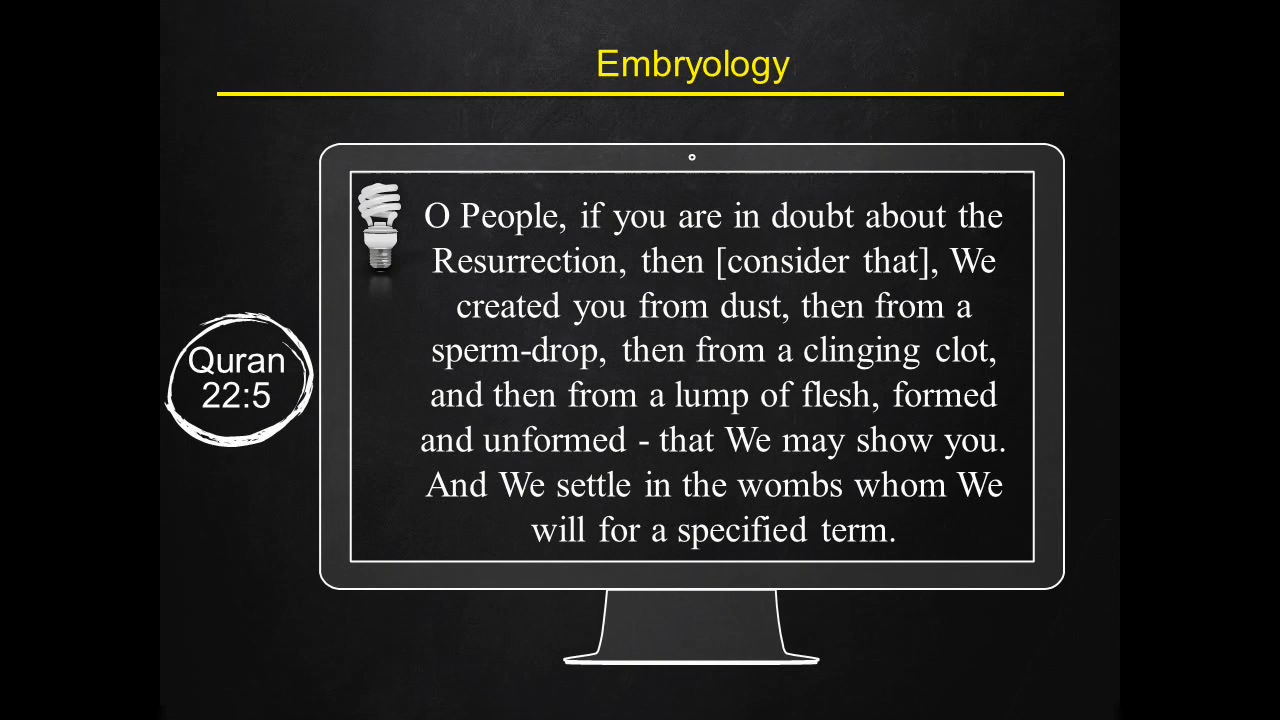 Embryology
O People, if you are in doubt about the
Resurrection, then [consider that], We
created you from dust, then from a
sperm-drop, then from a clinging clot,
and then from a lump of flesh, formed
and unformed - that We may show you.
And We settle in the wombs whom We
will for a specified term.
Quran
22:5